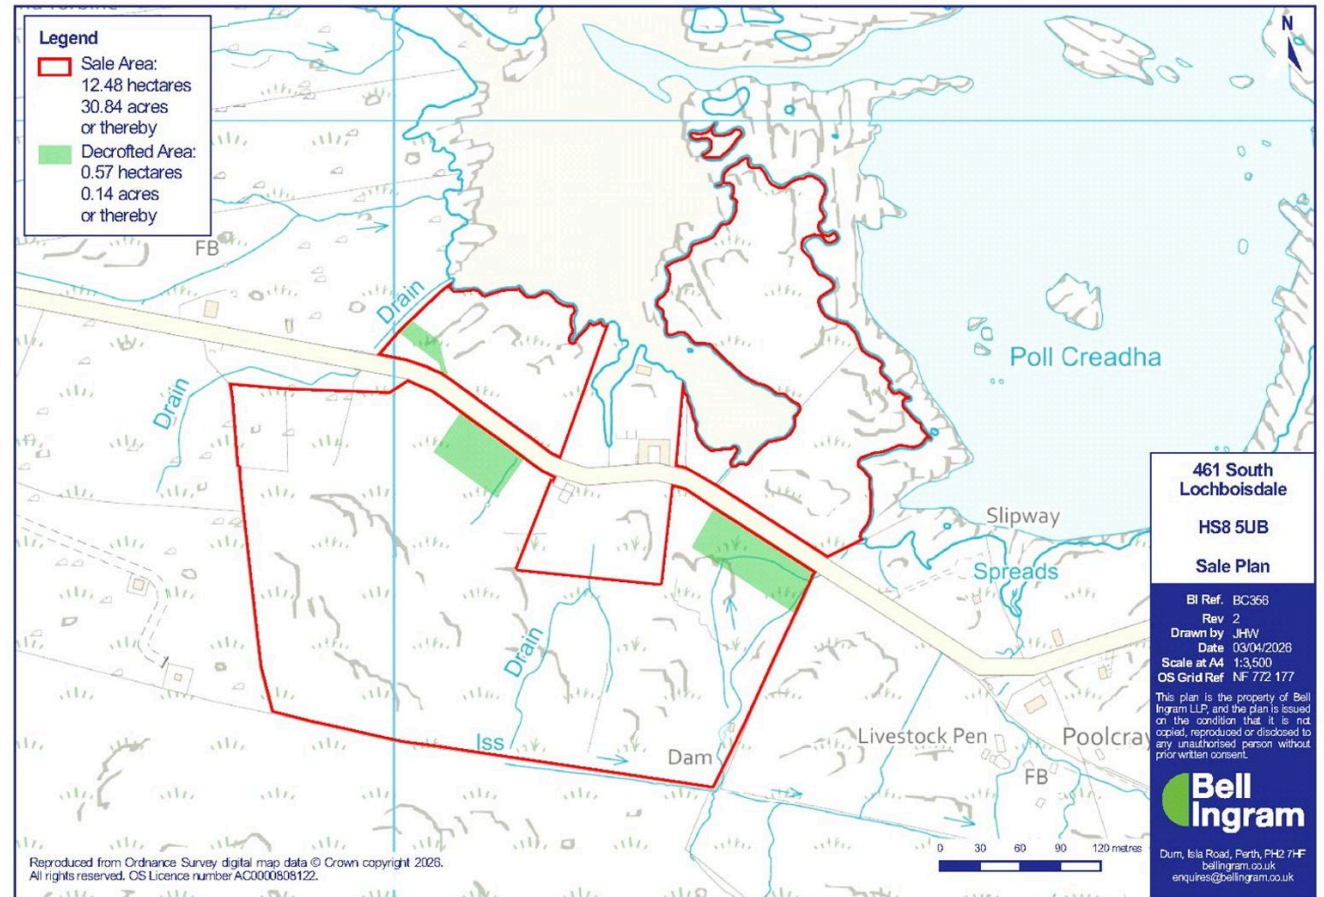 Legend
Sale Area:
12.48 hectares
30.84 acres
or thereby
Decrofted Area:
0.57 hectares
0.14 acres
or thereby
N
FB
Drain
Drain
Poll Creadha
Slipway
Spreads
Drain
Iss
Dam
Livestock Pen
Poolcray
FB
0 30 60 90 120 metres
Reproduced from Ordnance Survey digital map data © Crown copyright 2026.
All rights reserved. OS Licence number AC0000808122.
461 South
Lochboisdale
HS8 5UB
Sale Plan
BI Ref. BC356
Rev 2
Drawn by JHW
Date 03/04/2026
Scale at A4 1:3,500
OS Grid Ref NF 772 177
This plan is the property of Bell
Ingram LLP, and the plan is issued
on the condition that it is not
copied, reproduced or disclosed to
any unauthorised person without
prior written consent.
Bell
Ingram
Durn, Isla Road, Perth, PH2 7HF
bellingram.co.uk
enquires@bellingram.co.uk